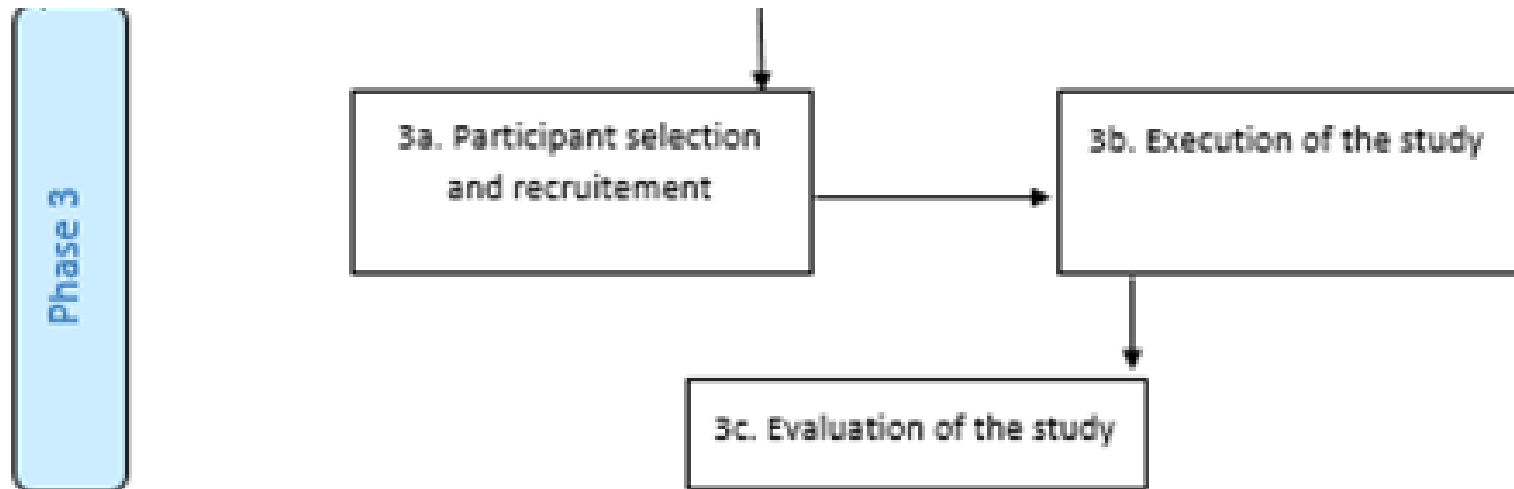 Phase 3
3a. Participant selection
and recruitement
3b. Execution of the study
3c. Evaluation of the study